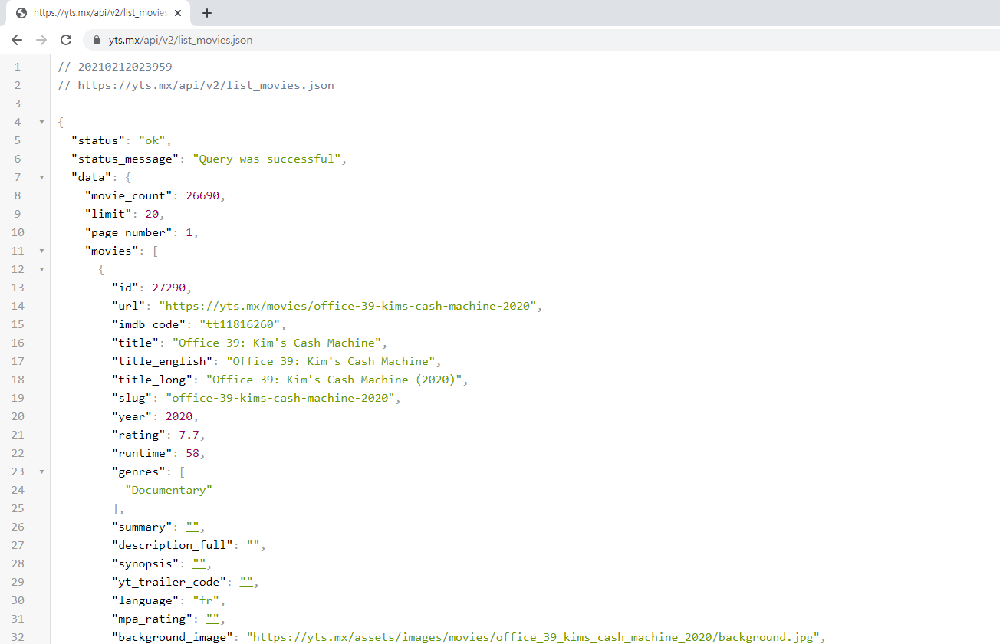 https://yts.mx/api/v2/list_movies
yts.mx/api/v2/list_movies.json
1 // 20210212023959
2 // https://yts.mx/api/v2/list_movies.json
3
4 {
5 "status": "ok",
6 "status_message": "Query was successful",
7 "data": {
8 "movie_count": 26690,
9 "limit": 20,
10 "page_number": 1,
11 "movies": [
12 {
13 "id": 27290,
14 "url": "https://yts.mx/movies/office-39-kims-cash-machine-2020",
15 "imdb_code": "tt11816260",
16 "title": "Office 39: Kim's Cash Machine",
17 "title_english": "Office 39: Kim's Cash Machine",
18 "title_long": "Office 39: Kim's Cash Machine (2020)",
19 "slug": "office-39-kims-cash-machine-2020",
20 "year": 2020,
21 "rating": 7.7,
22 "runtime": 58,
23 "genres": [
24 "Documentary"
25 ],
26 "summary": "",
27 "description_full": "",
28 "synopsis": "",
29 "yt_trailer_code": "",
30 "language": "fr",
31 "mpa_rating": "",
32 "background_image": "https://yts.mx/assets/images/movies/office_39_kims_cash_machine_2020/background.jpg",